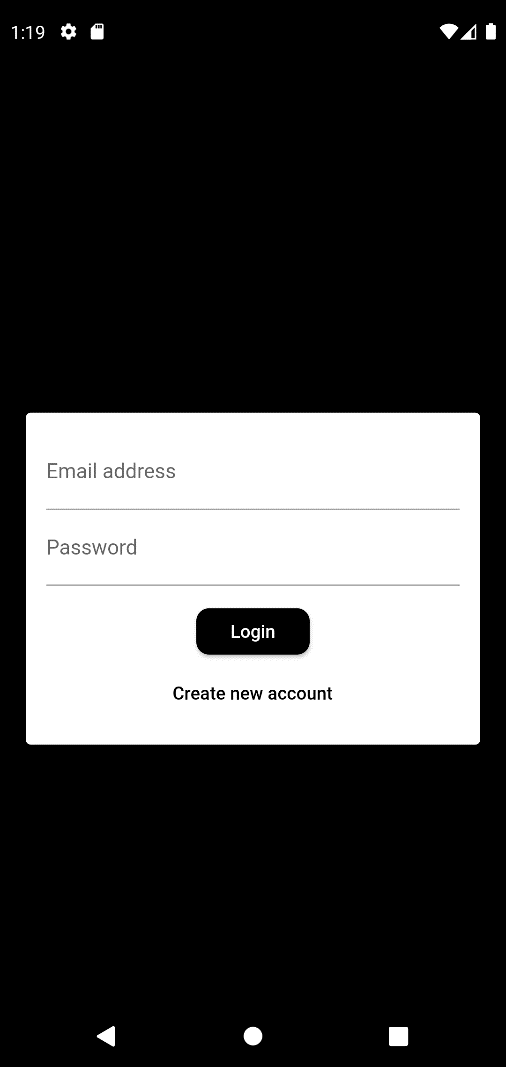 1:19
Email address
Password
Login
Create new account